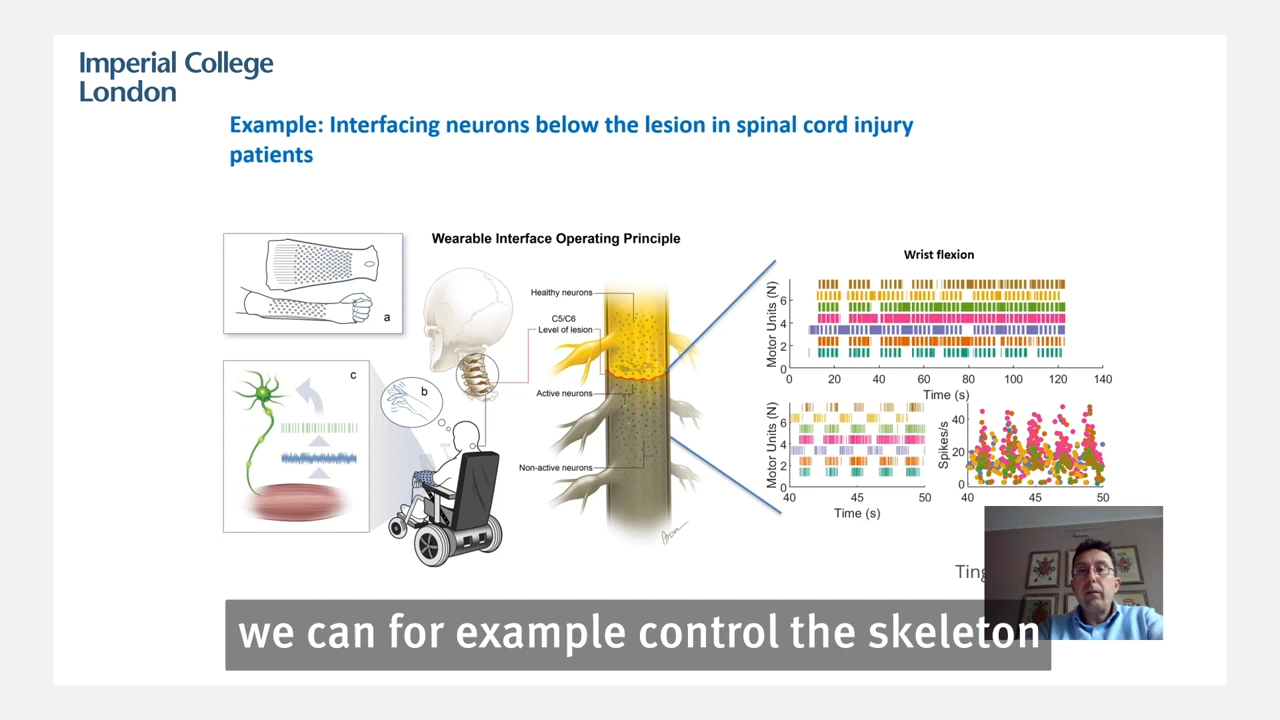 Imperial College
London
Example: Interfacing neurons below the lesion in spinal cord injury
patients
Wearable Interface Operating Principle
a
c
b
Healthy neurons
C5/C6
Level of lesion
Active neurons
Non-active neurons
Wrist flexion
Motor Units (N)
6
4
2
0
0 20 40 60 80 100 120 140
Time (s)
Motor Units (N)
6
4
2
0
40 45 50
Time (s)
Spikes/s
40
20
0
40 45 50
Ting
we can for example control the skeleton